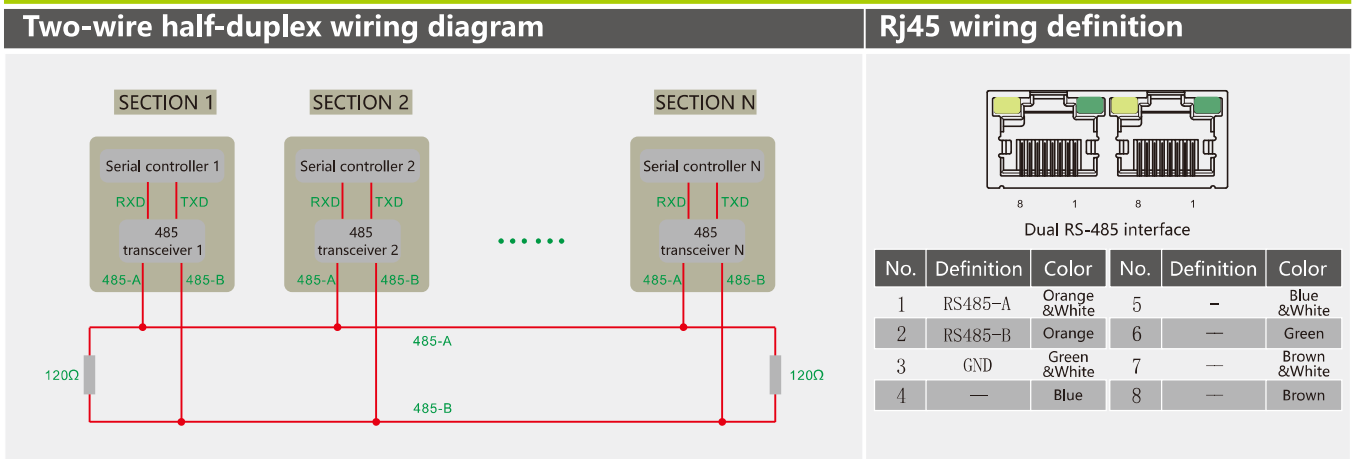 Two-wire half-duplex wiring diagram
SECTION 1
SECTION 2
SECTION N
Serial controller 1
RXD
TXD
485
transceiver 1
485-A
485-B
Serial controller 2
RXD
TXD
485
transceiver 2
485-A
485-B
......
Serial controller N
RXD
TXD
485
transceiver N
485-A
485-B
485-A
120Ω
120Ω
485-B
Rj45 wiring definition
8 1 8 1
Dual RS-485 interface
No. Definition Color No. Definition Color
1 RS485-A Orange &White 5 - Blue &White
2 RS485-B Orange 6 — Green
3 GND Green &White 7 — Brown &White
4 — Blue 8 — Brown